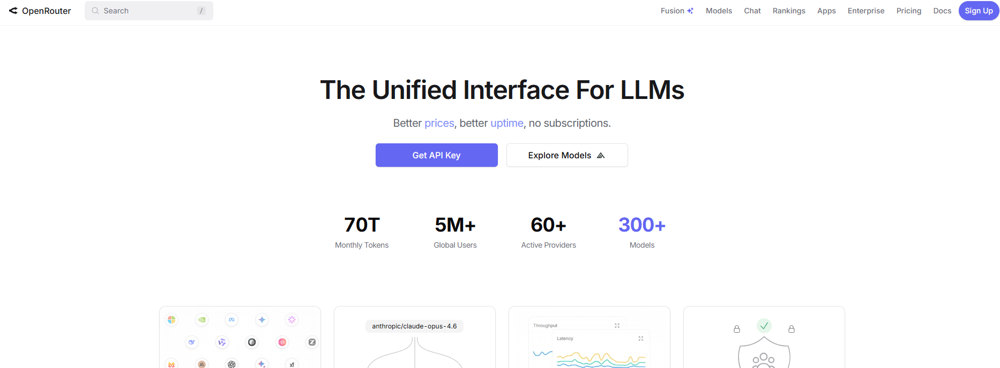 OpenRouter
Search
/
Fusion
Models
Chat
Rankings
Apps
Enterprise
Pricing
Docs
Sign Up
The Unified Interface For LLMs
Better prices, better uptime, no subscriptions.
Get API Key
Explore Models
70T
Monthly Tokens
5M+
Global Users
60+
Active Providers
300+
Models
anthropic/claude-opus-4.6
Throughput
Latency